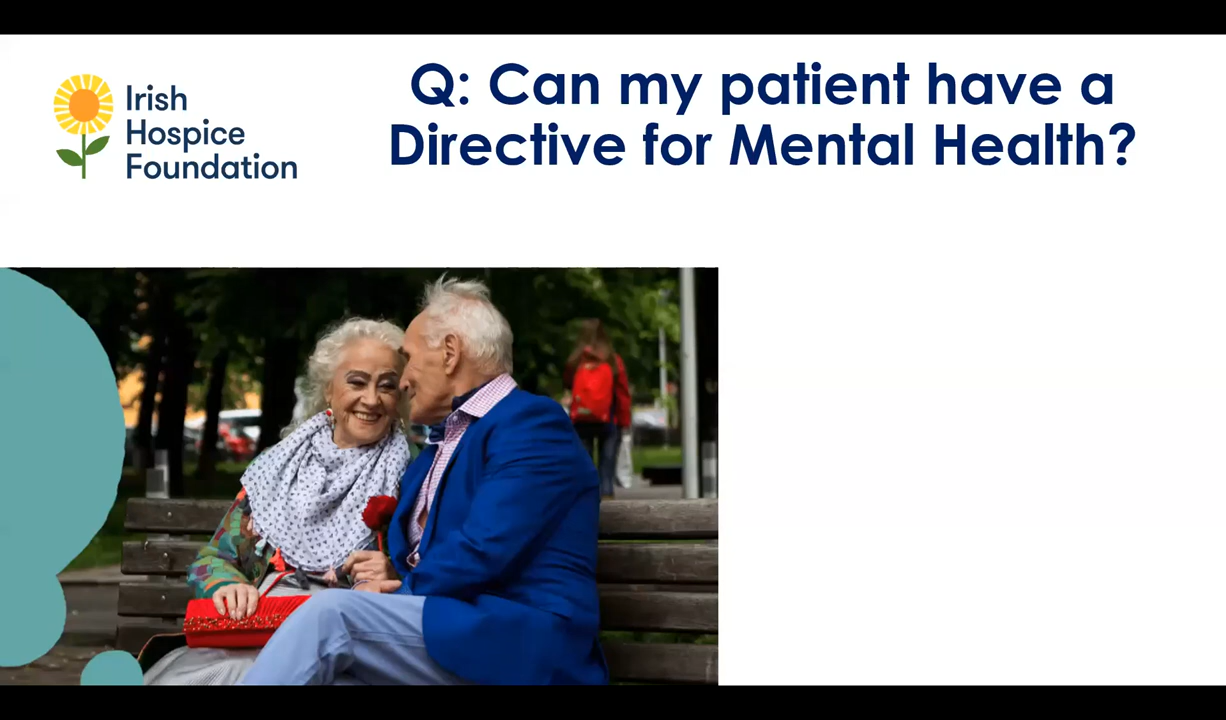 Irish
Hospice
Foundation
Q: Can my patient have a
Directive for Mental Health?